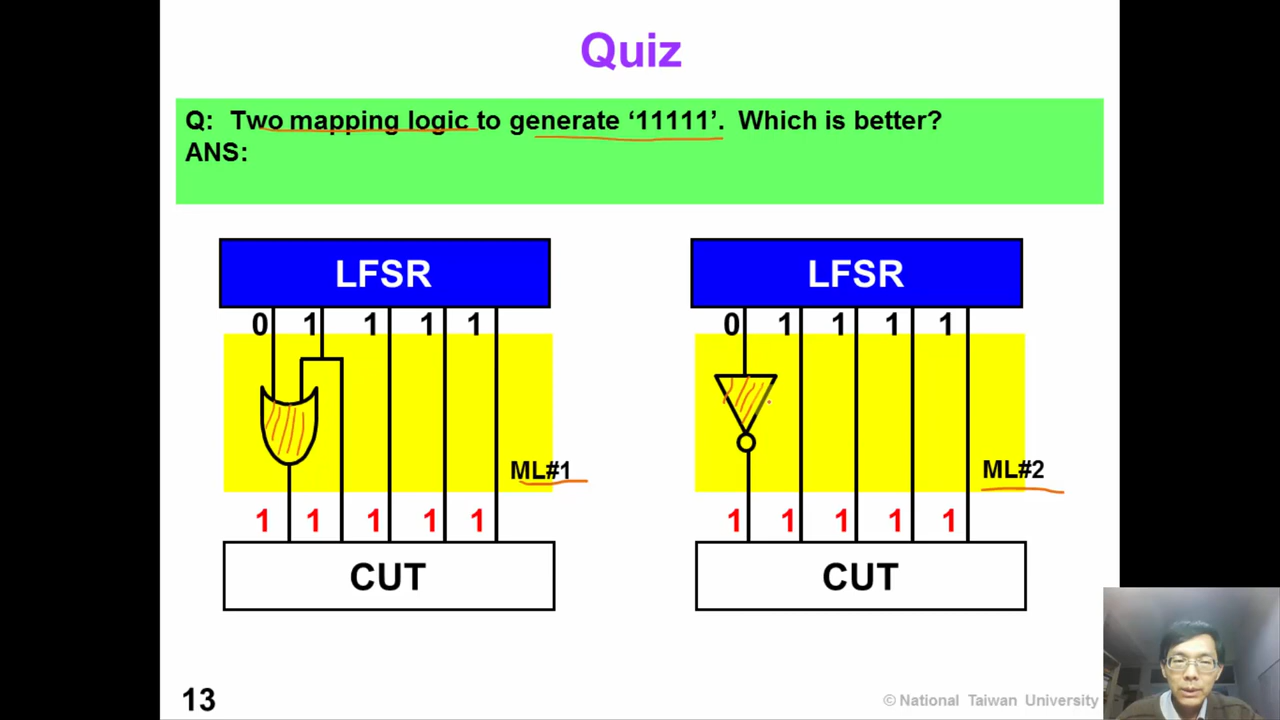 Quiz
Q: Two mapping logic to generate ‘11111’. Which is better?
ANS:
LFSR
LFSR
0 1 1 1 1
0 1 1 1 1
ML#1
ML#2
1 1 1 1 1
1 1 1 1 1
CUT
CUT
13
© National Taiwan University